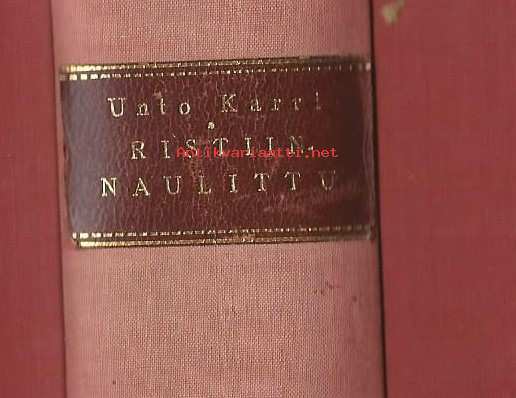 Unto Karri
RISTIIN-
Antikvariaatti.net
NAULITTU